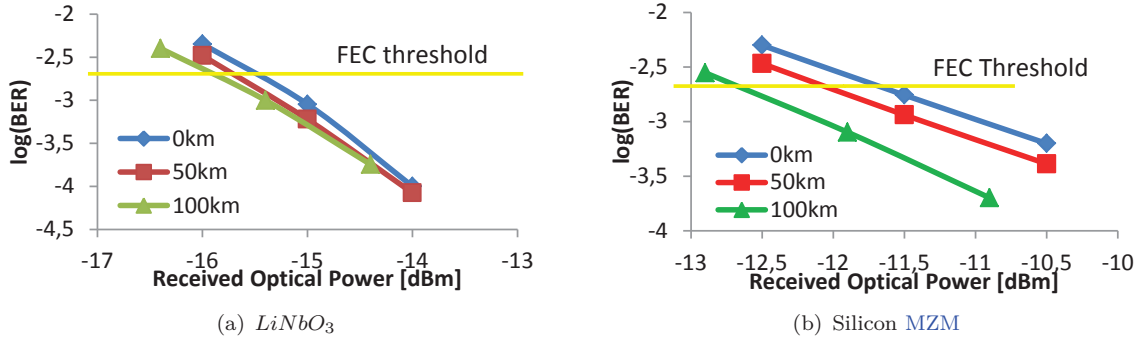 -2
-2,5
-3
-3,5
-4
-4,5
log(BER)
FEC threshold
0km
50km
100km
-17
-16
-15
-14
-13
Received Optical Power [dBm]
(a) LiNbO3
-2
-2,5
-3
-3,5
-4
log(BER)
FEC Threshold
0km
50km
100km
-13
-12,5
-12
-11,5
-11
-10,5
-10
Received Optical Power [dBm]
(b) Silicon MZM